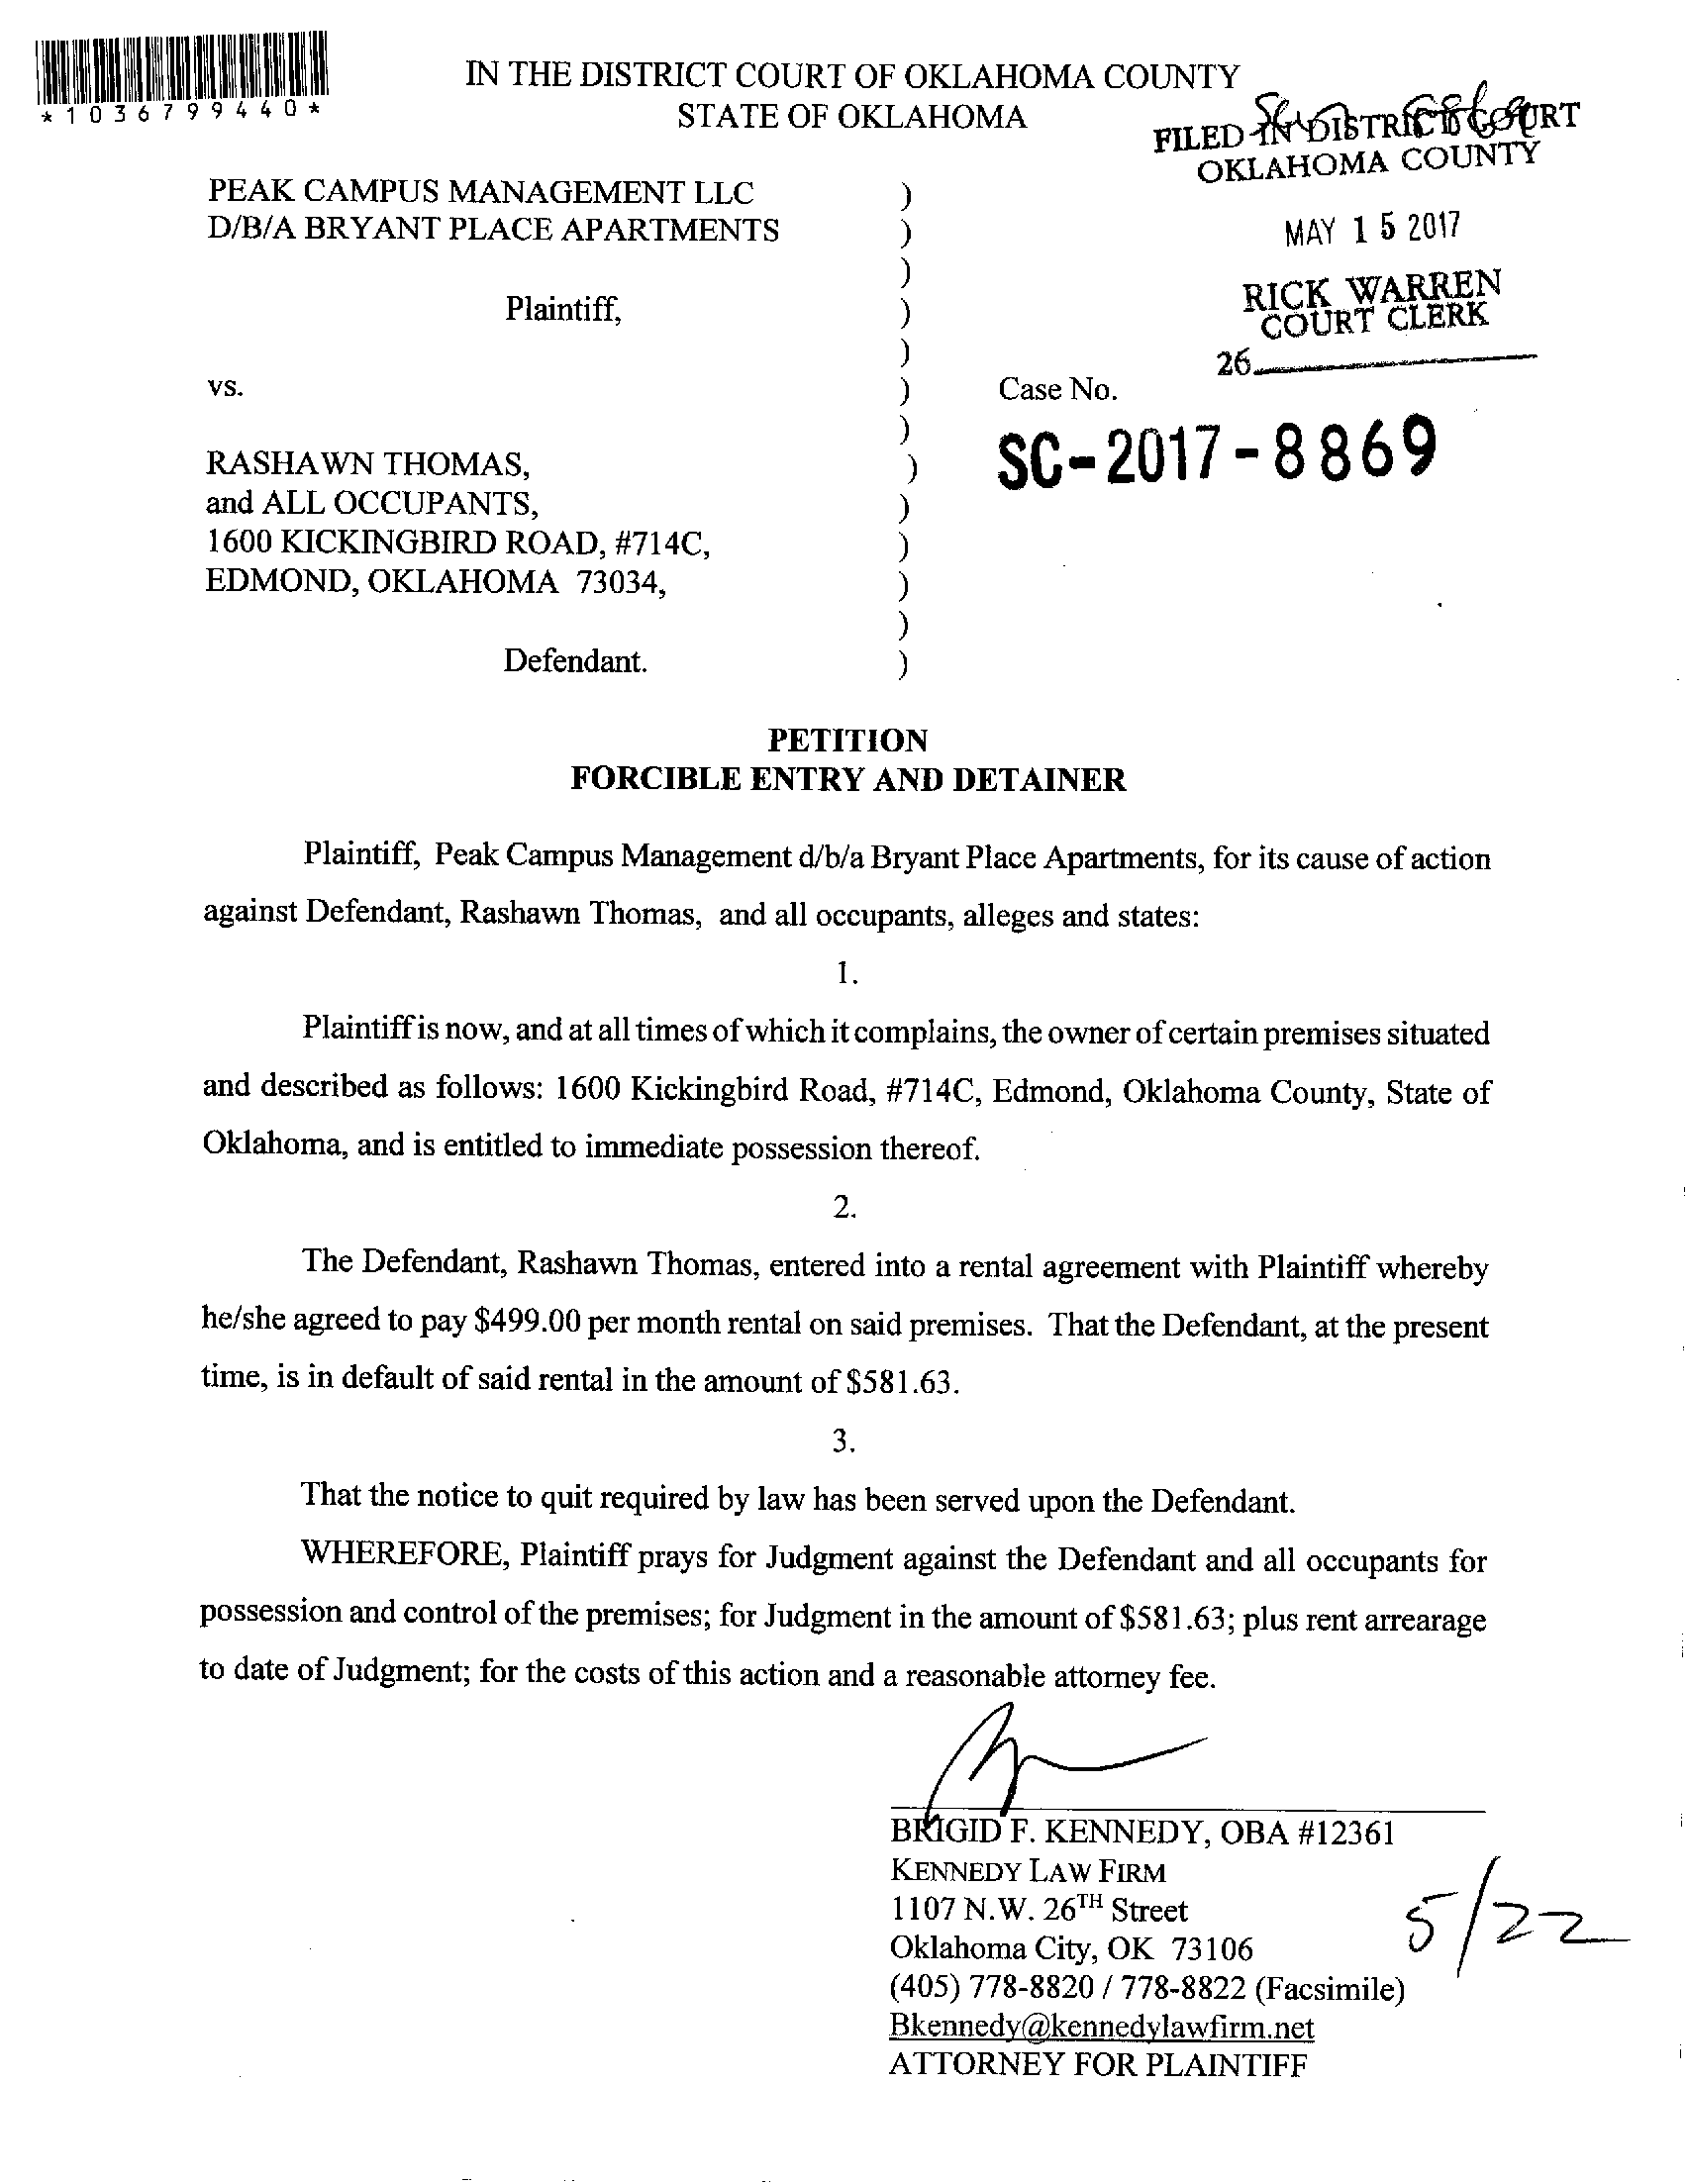 *1036799440*
IN THE DISTRICT COURT OF OKLAHOMA COUNTY
STATE OF OKLAHOMA
FILED IN DISTRICT COURT
OKLAHOMA COUNTY
MAY 15 2017
RICK WARREN
COURT CLERK
26
PEAK CAMPUS MANAGEMENT LLC )
D/B/A BRYANT PLACE APARTMENTS )
)
Plaintiff, )
)
vs. ) Case No.
)
SC-2017-8869
RASHAWN THOMAS, )
and ALL OCCUPANTS, )
1600 KICKINGBIRD ROAD, #714C, )
EDMOND, OKLAHOMA 73034, )
)
Defendant. )
PETITION
FORCIBLE ENTRY AND DETAINER
Plaintiff, Peak Campus Management d/b/a Bryant Place Apartments, for its cause of action
against Defendant, Rashawn Thomas, and all occupants, alleges and states:
1.
Plaintiff is now, and at all times of which it complains, the owner of certain premises situated
and described as follows: 1600 Kickingbird Road, #714C, Edmond, Oklahoma County, State of
Oklahoma, and is entitled to immediate possession thereof.
2.
The Defendant, Rashawn Thomas, entered into a rental agreement with Plaintiff whereby
he/she agreed to pay $499.00 per month rental on said premises. That the Defendant, at the present
time, is in default of said rental in the amount of $581.63.
3.
That the notice to quit required by law has been served upon the Defendant.
WHEREFORE, Plaintiff prays for Judgment against the Defendant and all occupants for
possession and control of the premises; for Judgment in the amount of $581.63; plus rent arrearage
to date of Judgment; for the costs of this action and a reasonable attorney fee.
BRIGID F. KENNEDY, OBA #12361
KENNEDY LAW FIRM
1107 N.W. 26TH Street
5/22
Oklahoma City, OK 73106
(405) 778-8820 / 778-8822 (Facsimile)
Bkennedy@kennedylawfirm.net
ATTORNEY FOR PLAINTIFF